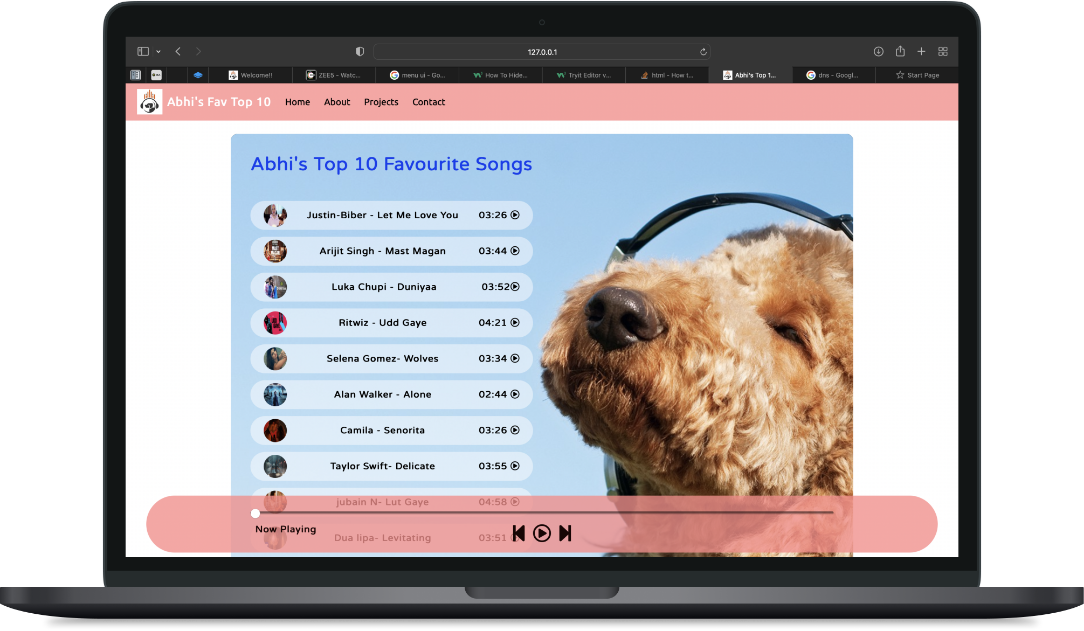 127.0.0.1
Welcome!!
ZEE5 – Watc...
menu ui - Go...
How To Hide...
Tryit Editor v...
html - How t...
Abhi's Top 1...
dns - Googl...
Start Page
Abhi's Fav Top 10 Home About Projects Contact
Abhi's Top 10 Favourite Songs
Justin-Biber - Let Me Love You 03:26
Arijit Singh - Mast Magan 03:44
Luka Chupi - Duniyaa 03:52
Ritwiz - Udd Gaye 04:21
Selena Gomez- Wolves 03:34
Alan Walker - Alone 02:44
Camila - Senorita 03:26
Taylor Swift- Delicate 03:55
jubain N- Lut Gaye 04:58
Now Playing
Dua lipa- Levitating 03:51